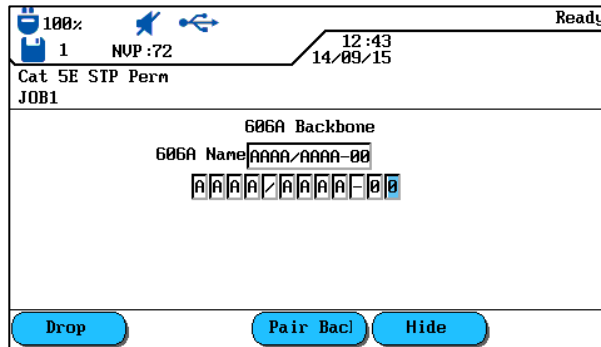 100% Ready
1 NVP:72 12:43
14/09/15
Cat 5E STP Perm
JOB1
606A Backbone
606A Name AAAA/AAAA-00
AAAA/AAAA-00
Drop Pair Bac Hide